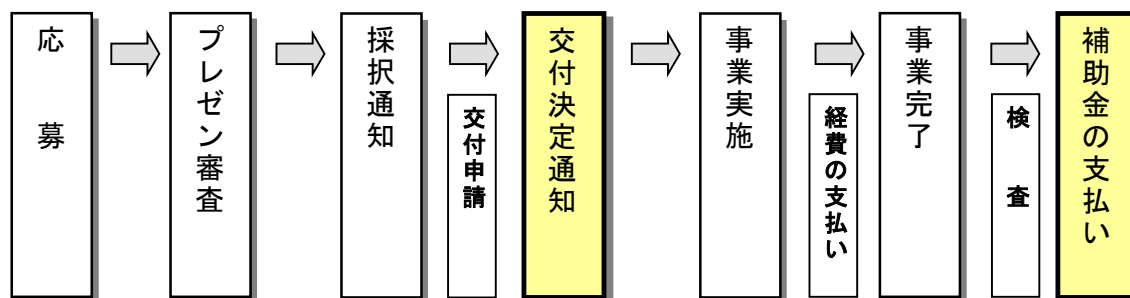 応募
プレゼン審査
採択通知
交付申請
交付決定通知
事業実施
経費の支払い
事業完了
検査
補助金の支払い